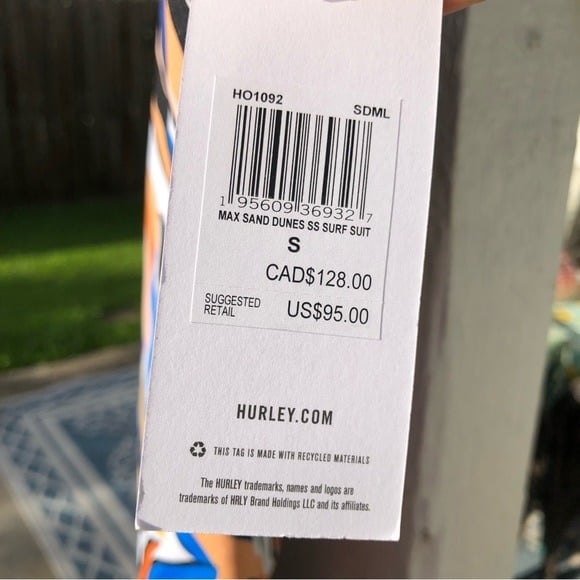 HO1092 SDML
1 95609 36932 7
MAX SAND DUNES SS SURF SUIT
S
CAD$128.00
SUGGESTED
RETAIL US$95.00
HURLEY.COM
THIS TAG IS MADE WITH RECYCLED MATERIALS
The HURLEY trademarks, names and logos are
trademarks of HRLY Brand Holdings LLC and its affiliates.